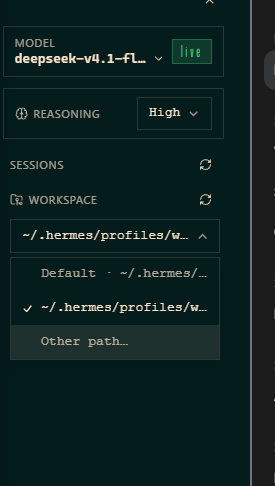 MODEL
deepseek-v4.1-fl…
live
REASONING
High
SESSIONS
WORKSPACE
~/.hermes/profiles/w…
Default · ~/.hermes/…
~/.hermes/profiles/w…
Other path…